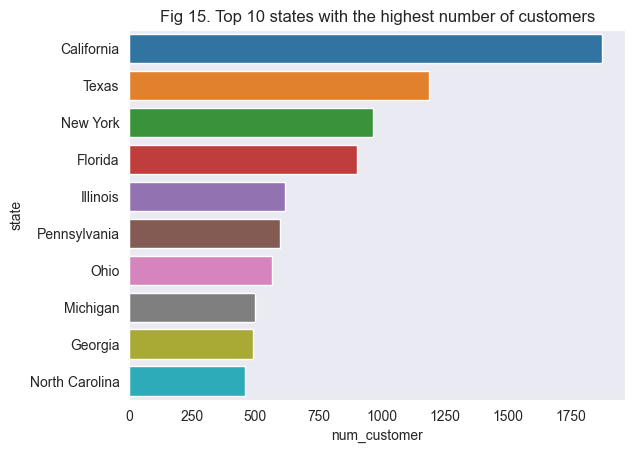 Fig 15. Top 10 states with the highest number of customers
state
California
Texas
New York
Florida
Illinois
Pennsylvania
Ohio
Michigan
Georgia
North Carolina
0 250 500 750 1000 1250 1500 1750
num_customer